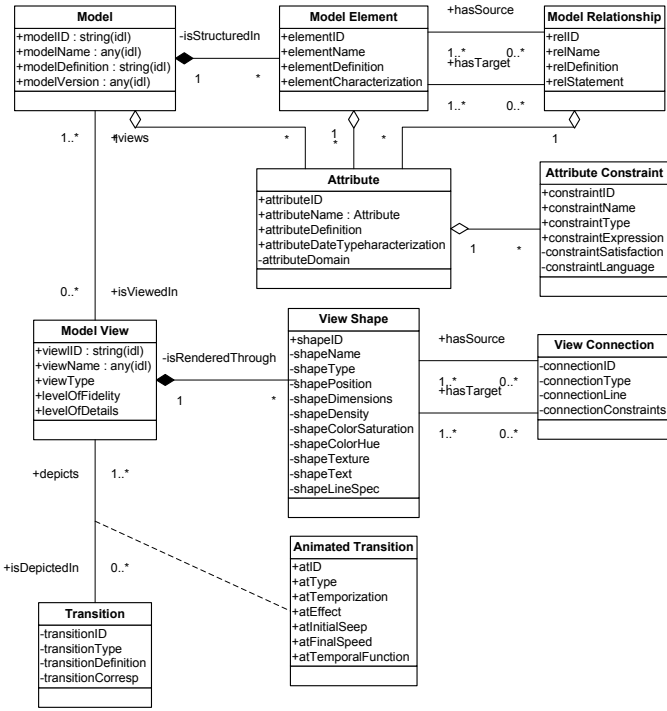 Model
+modelID : string(idl)
+modelName : any(idl)
+modelDefinition : string(idl)
+modelVersion : any(idl)
-isStructuredIn
1
*
Model Element
+elementID
+elementName
+elementDefinition
+elementCharacterization
+hasSource
1..*
0..*
+hasTarget
1..*
0..*
Model Relationship
+relID
+relName
+relDefinition
+relStatement
1..*
+views
*
1
*
*
1
Attribute
+attributeID
+attributeName : Attribute
+attributeDefinition
+attributeDateTypeharacterization
-attributeDomain
1
*
Attribute Constraint
+constraintID
+constraintName
+constraintType
+constraintExpression
-constraintSatisfaction
-constraintLanguage
0..*
+isViewedIn
Model View
+viewIID : string(idl)
+viewName : any(idl)
+viewType
+levelOfFidelity
+levelOfDetails
-isRenderedThrough
1
*
View Shape
+shapeID
-shapeName
-shapeType
-shapePosition
-shapeDimensions
-shapeDensity
-shapeColorSaturation
-shapeColorHue
-shapeTexture
-shapeText
-shapeLineSpec
+hasSource
1..*
0..*
+hasTarget
1..*
0..*
View Connection
-connectionID
-connectionType
-connectionLine
-connectionConstraints
+depicts
1..*
+isDepictedIn
0..*
Animated Transition
+atID
+atType
+atTemporization
+atEffect
+atInitialSeep
+atFinalSpeed
+atTemporalFunction
Transition
-transitionID
-transitionType
-transitionDefinition
-transitionCorresp